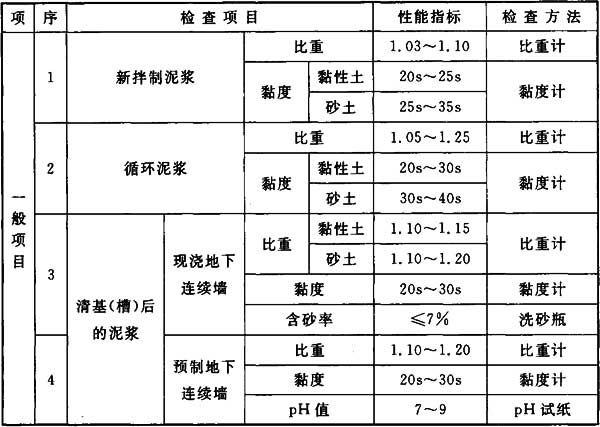 项 序 检查项目 性能指标 检查方法
一般项目
1 新拌制泥浆 比重 1.03～1.10 比重计
黏度 黏性土 20s～25s 黏度计
砂土 25s～35s
2 循环泥浆 比重 1.05～1.25 比重计
黏度 黏性土 20s～30s 黏度计
砂土 30s～40s
3 清基(槽)后的泥浆 现浇地下连续墙 比重 黏性土 1.10～1.15 比重计
砂土 1.10～1.20
黏度 20s～30s 黏度计
含砂率 ≤7% 洗砂瓶
4 预制地下连续墙 比重 1.10～1.20 比重计
黏度 20s～30s 黏度计
pH值 7～9 pH试纸